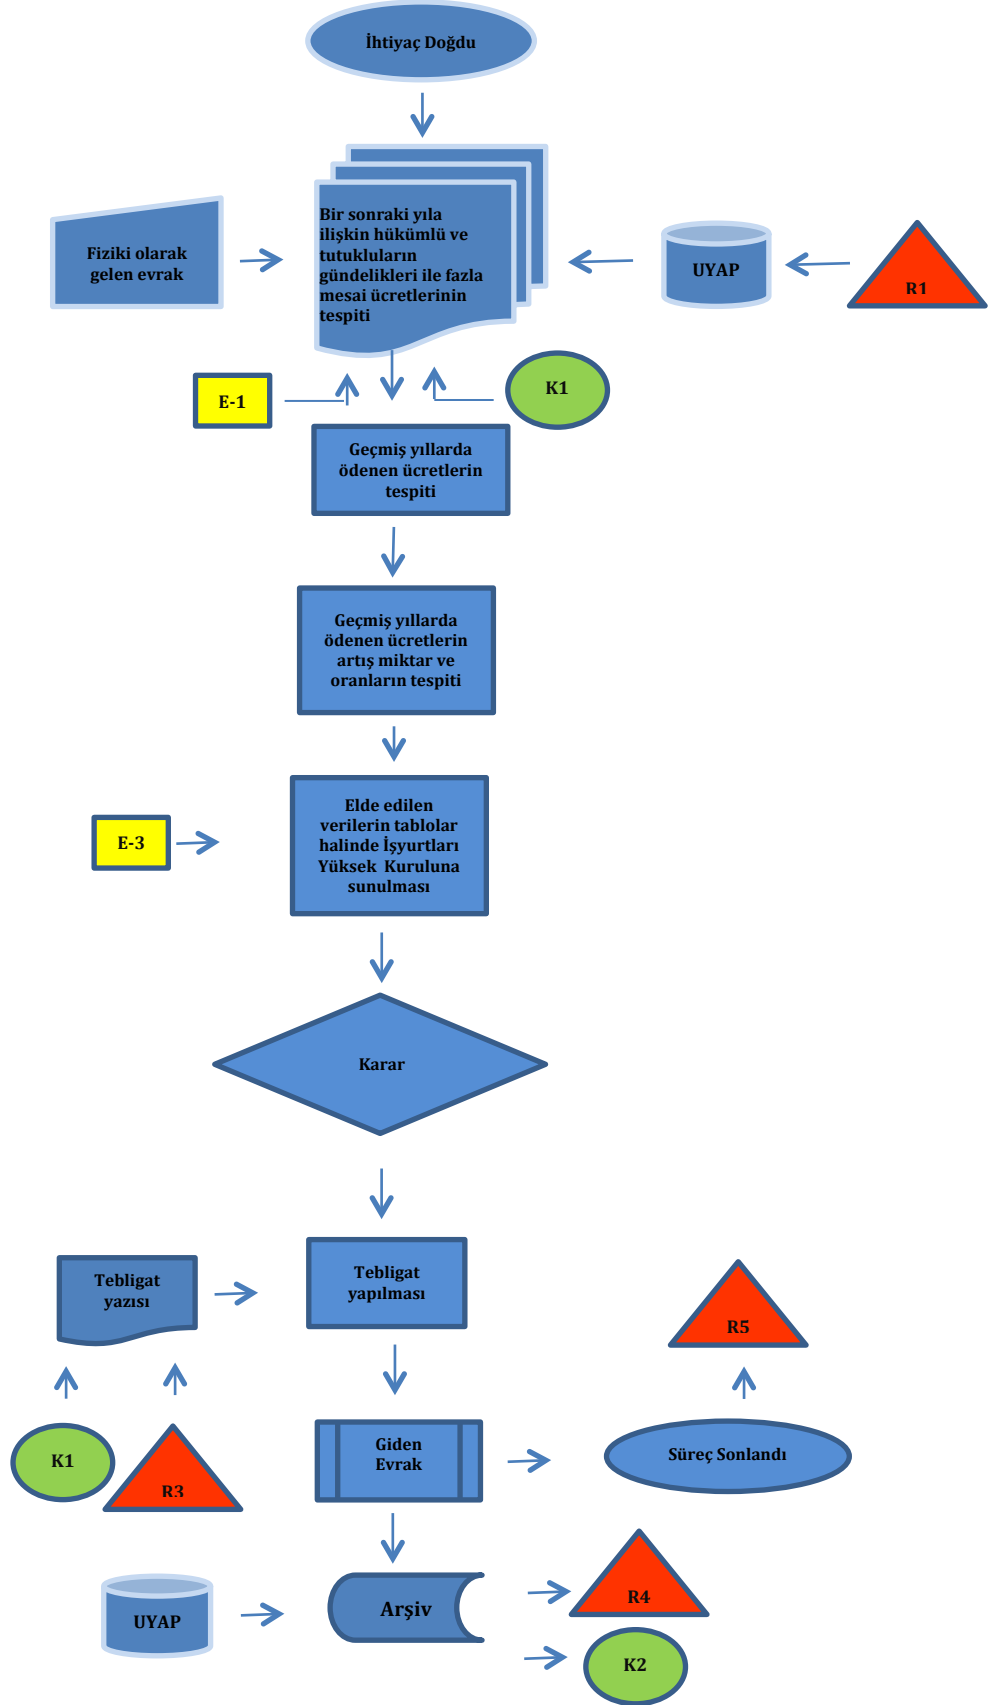 İhtiyaç Doğdu
Bir sonraki yıla
ilişkin hükümlü ve
tutukluların
gündelikleri ile fazla
mesai ücretlerinin
tespiti
Fiziki olarak
gelen evrak
UYAP
R1
E-1
K1
Geçmiş yıllarda
ödenen ücretlerin
tespiti
Geçmiş yıllarda
ödenen ücretlerin
artış miktar ve
oranların tespiti
Elde edilen
verilerin tablolar
halinde İşyurtları
Yüksek Kuruluna
sunulması
E-3
Karar
Tebligat
yazısı
Tebligat
yapılması
R5
K1
R3
Giden
Evrak
Süreç Sonlandı
UYAP
Arşiv
R4
K2